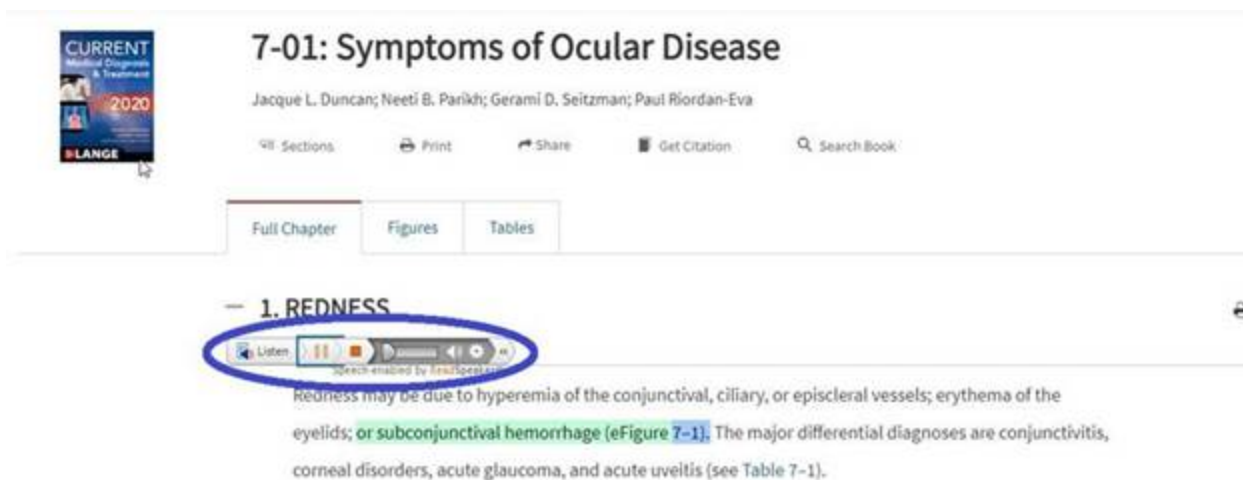 CURRENT
Medical Diagnosis
& Treatment
2020
LANGE
7-01: Symptoms of Ocular Disease
Jacque L. Duncan; Neeti B. Parikh; Gerami D. Seitzman; Paul Riordan-Eva
Sections Print Share Get Citation Search Book
Full Chapter Figures Tables
1. REDNESS
Listen
Speech enabled by ReadSpeaker
Redness may be due to hyperemia of the conjunctival, ciliary, or episcleral vessels; erythema of the
eyelids; or subconjunctival hemorrhage (eFigure 7–1). The major differential diagnoses are conjunctivitis,
corneal disorders, acute glaucoma, and acute uveitis (see Table 7–1).